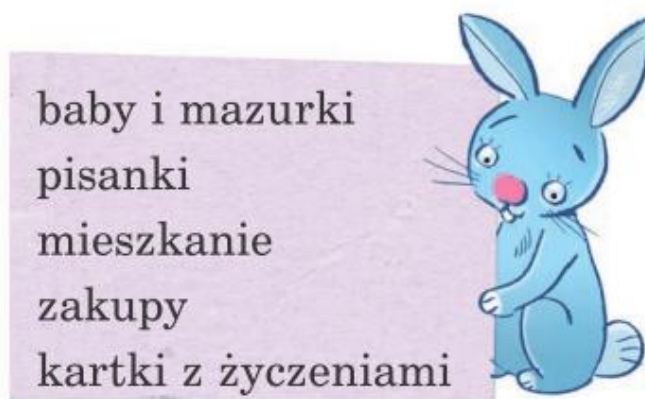 baby i mazurki
pisanki
mieszkanie
zakupy
kartki z życzeniami